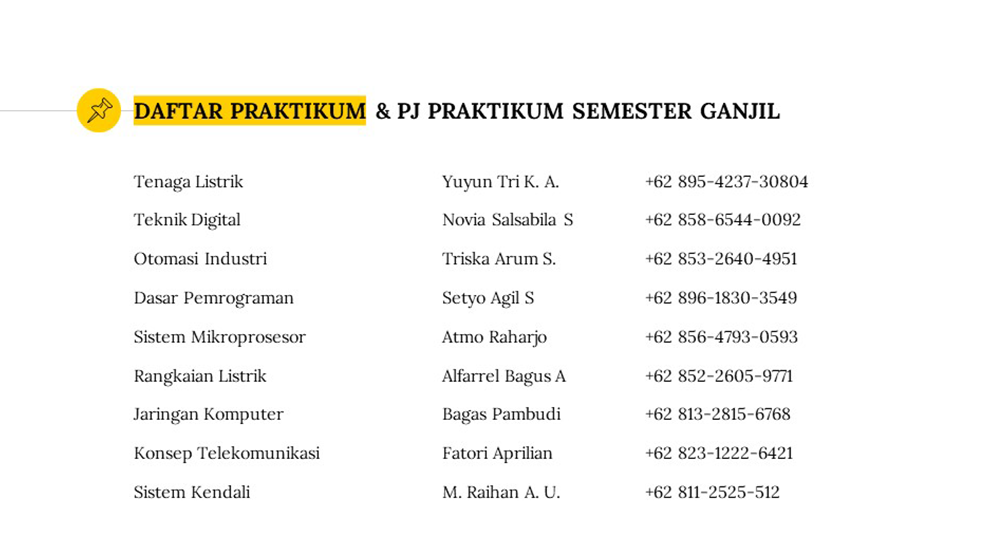 DAFTAR PRAKTIKUM & PJ PRAKTIKUM SEMESTER GANJIL
Tenaga Listrik Yuyun Tri K. A. +62 895-4237-30804
Teknik Digital Novia Salsabila S +62 858-6544-0092
Otomasi Industri Triska Arum S. +62 853-2640-4951
Dasar Pemrograman Setyo Agil S +62 896-1830-3549
Sistem Mikroprosesor Atmo Raharjo +62 856-4793-0593
Rangkaian Listrik Alfarrel Bagus A +62 852-2605-9771
Jaringan Komputer Bagas Pambudi +62 813-2815-6768
Konsep Telekomunikasi Fatori Aprilian +62 823-1222-6421
Sistem Kendali M. Raihan A. U. +62 811-2525-512